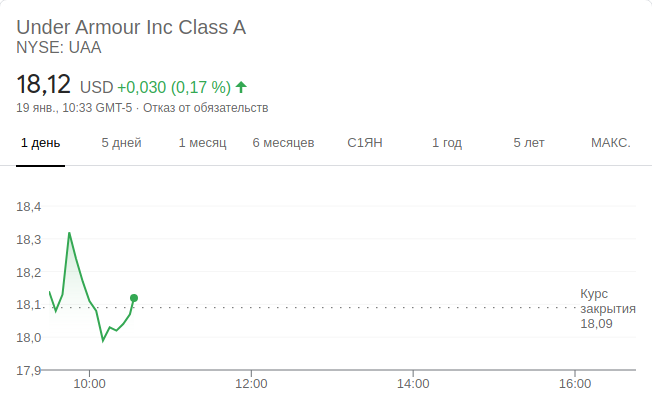 Under Armour Inc Class A
NYSE: UAA
18,12 USD +0,030 (0,17 %)
19 янв., 10:33 GMT-5 · Отказ от обязательств
1 день 5 дней 1 месяц 6 месяцев С1ЯН 1 год 5 лет МАКС.
18,4
18,3
18,2
18,1
18,0
17,9
Курс
закрытия
18,09
10:00 12:00 14:00 16:00